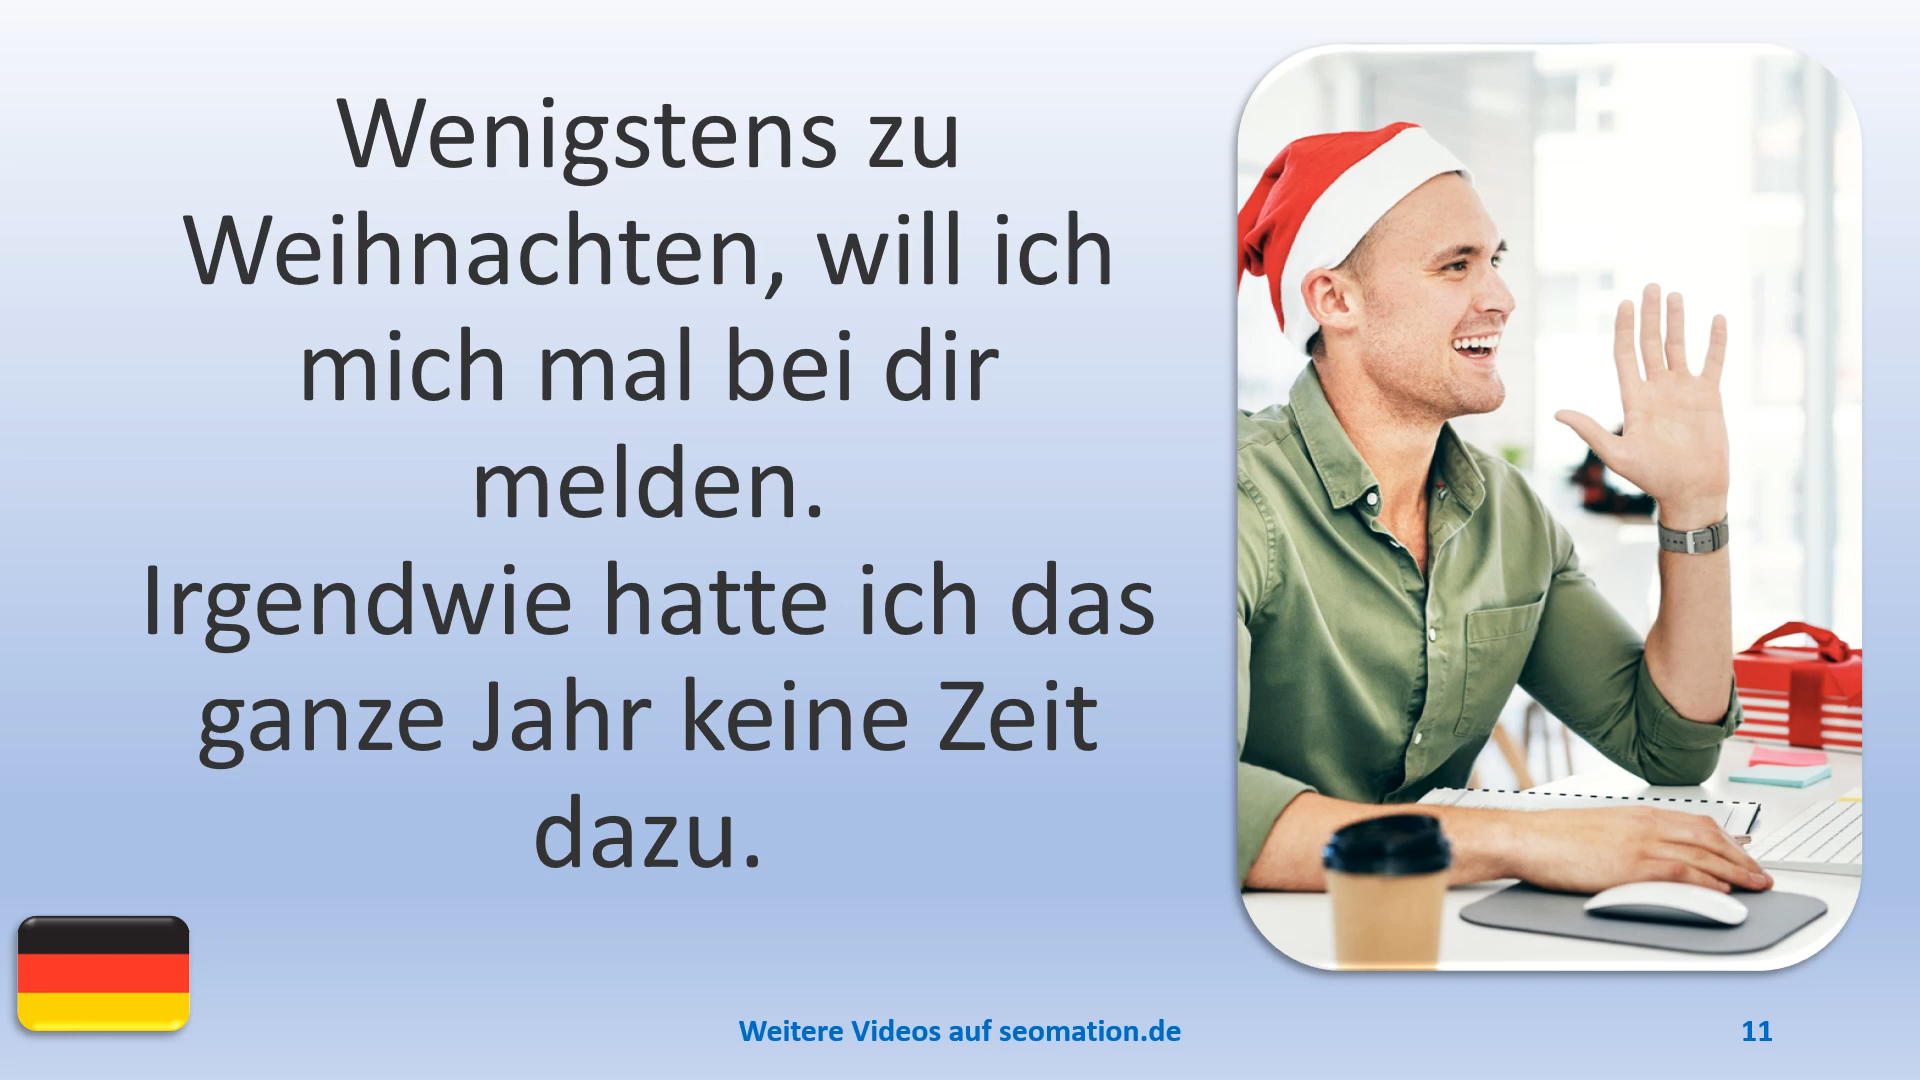 Wenigstens zu
Weihnachten, will ich
mich mal bei dir
melden.
Irgendwie hatte ich das
ganze Jahr keine Zeit
dazu.
Weitere Videos auf seomation.de
11